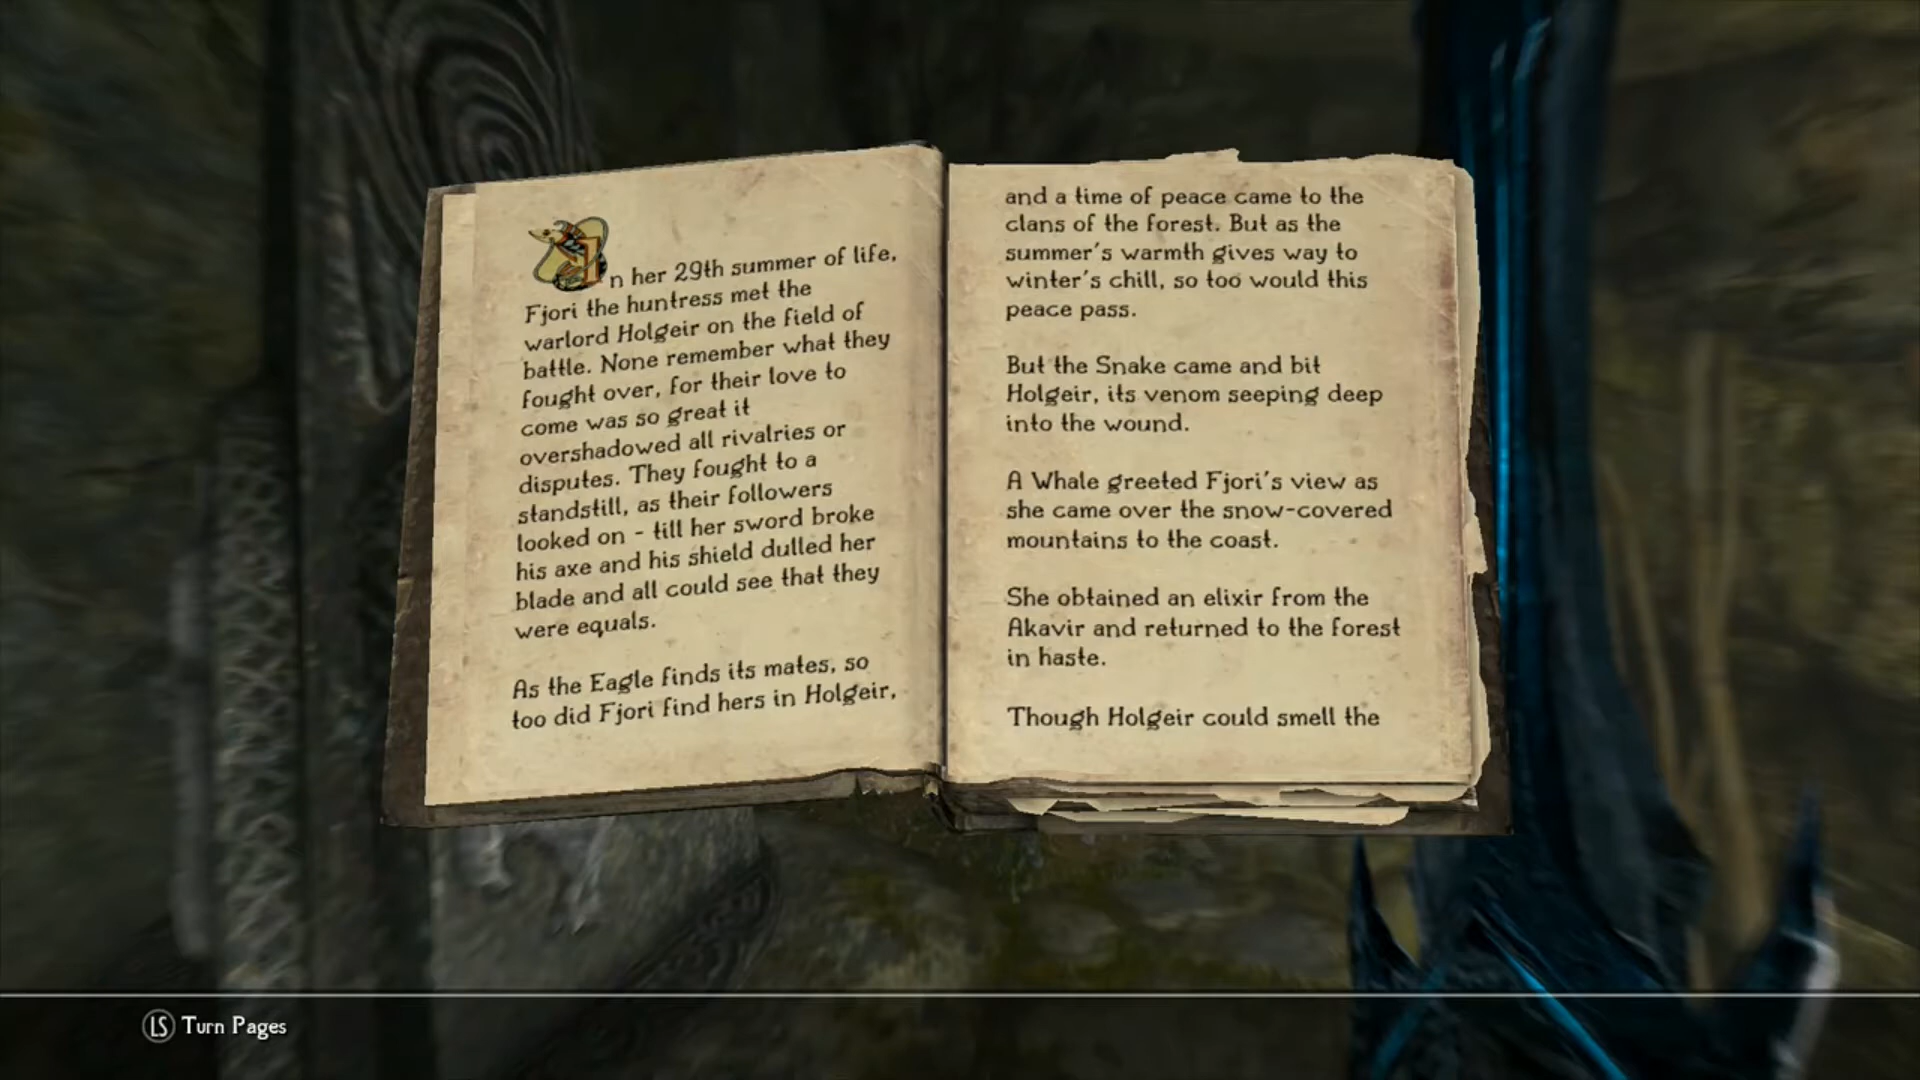 In her 29th summer of life,
Fjori the huntress met the
warlord Holgeir on the field of
battle. None remember what they
fought over, for their love to
come was so great it
overshadowed all rivalries or
disputes. They fought to a
standstill, as their followers
looked on - till her sword broke
his axe and his shield dulled her
blade and all could see that they
were equals.
As the Eagle finds its mates, so
too did Fjori find hers in Holgeir,
and a time of peace came to the
clans of the forest. But as the
summer's warmth gives way to
winter's chill, so too would this
peace pass.
But the Snake came and bit
Holgeir, its venom seeping deep
into the wound.
A Whale greeted Fjori's view as
she came over the snow-covered
mountains to the coast.
She obtained an elixir from the
Akavir and returned to the forest
in haste.
Though Holgeir could smell the
LS Turn Pages